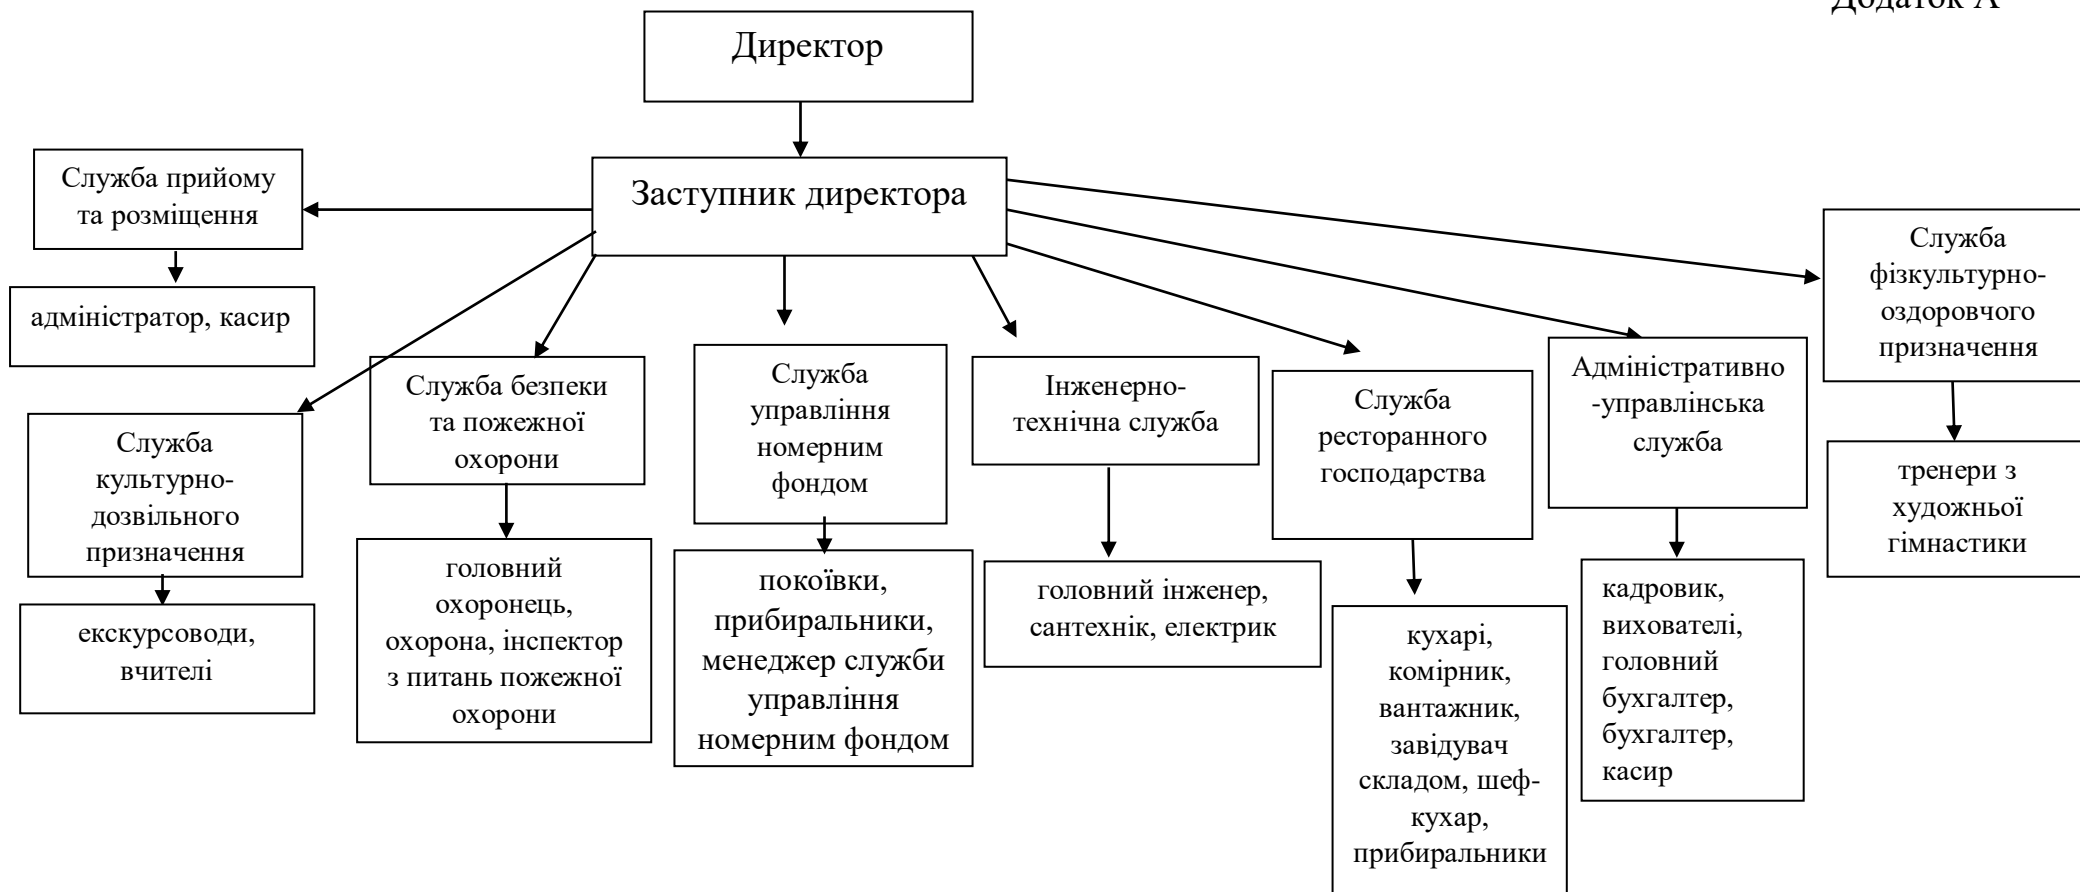 Додаток А
Директор
Заступник директора
Служба прийому
та розміщення
адміністратор, касир
Служба
культурно-
дозвільного
призначення
екскурсоводи,
вчителі
Служба безпеки
та пожежної
охорони
головний
охоронець,
охорона, інспектор
з питань пожежної
охорони
Служба
управління
номерним
фондом
покоївки,
прибиральники,
менеджер служби
управління
номерним фондом
Інженерно-
технічна служба
головний інженер,
сантехнік, електрик
Служба
ресторанного
господарства
кухарі,
комірник,
вантажник,
завідувач
складом, шеф-
кухар,
прибиральники
Адміністративно
-управлінська
служба
кадровик,
вихователі,
головний
бухгалтер,
бухгалтер,
касир
Служба
фізкультурно-
оздоровчого
призначення
тренери з
художньої
гімнастики